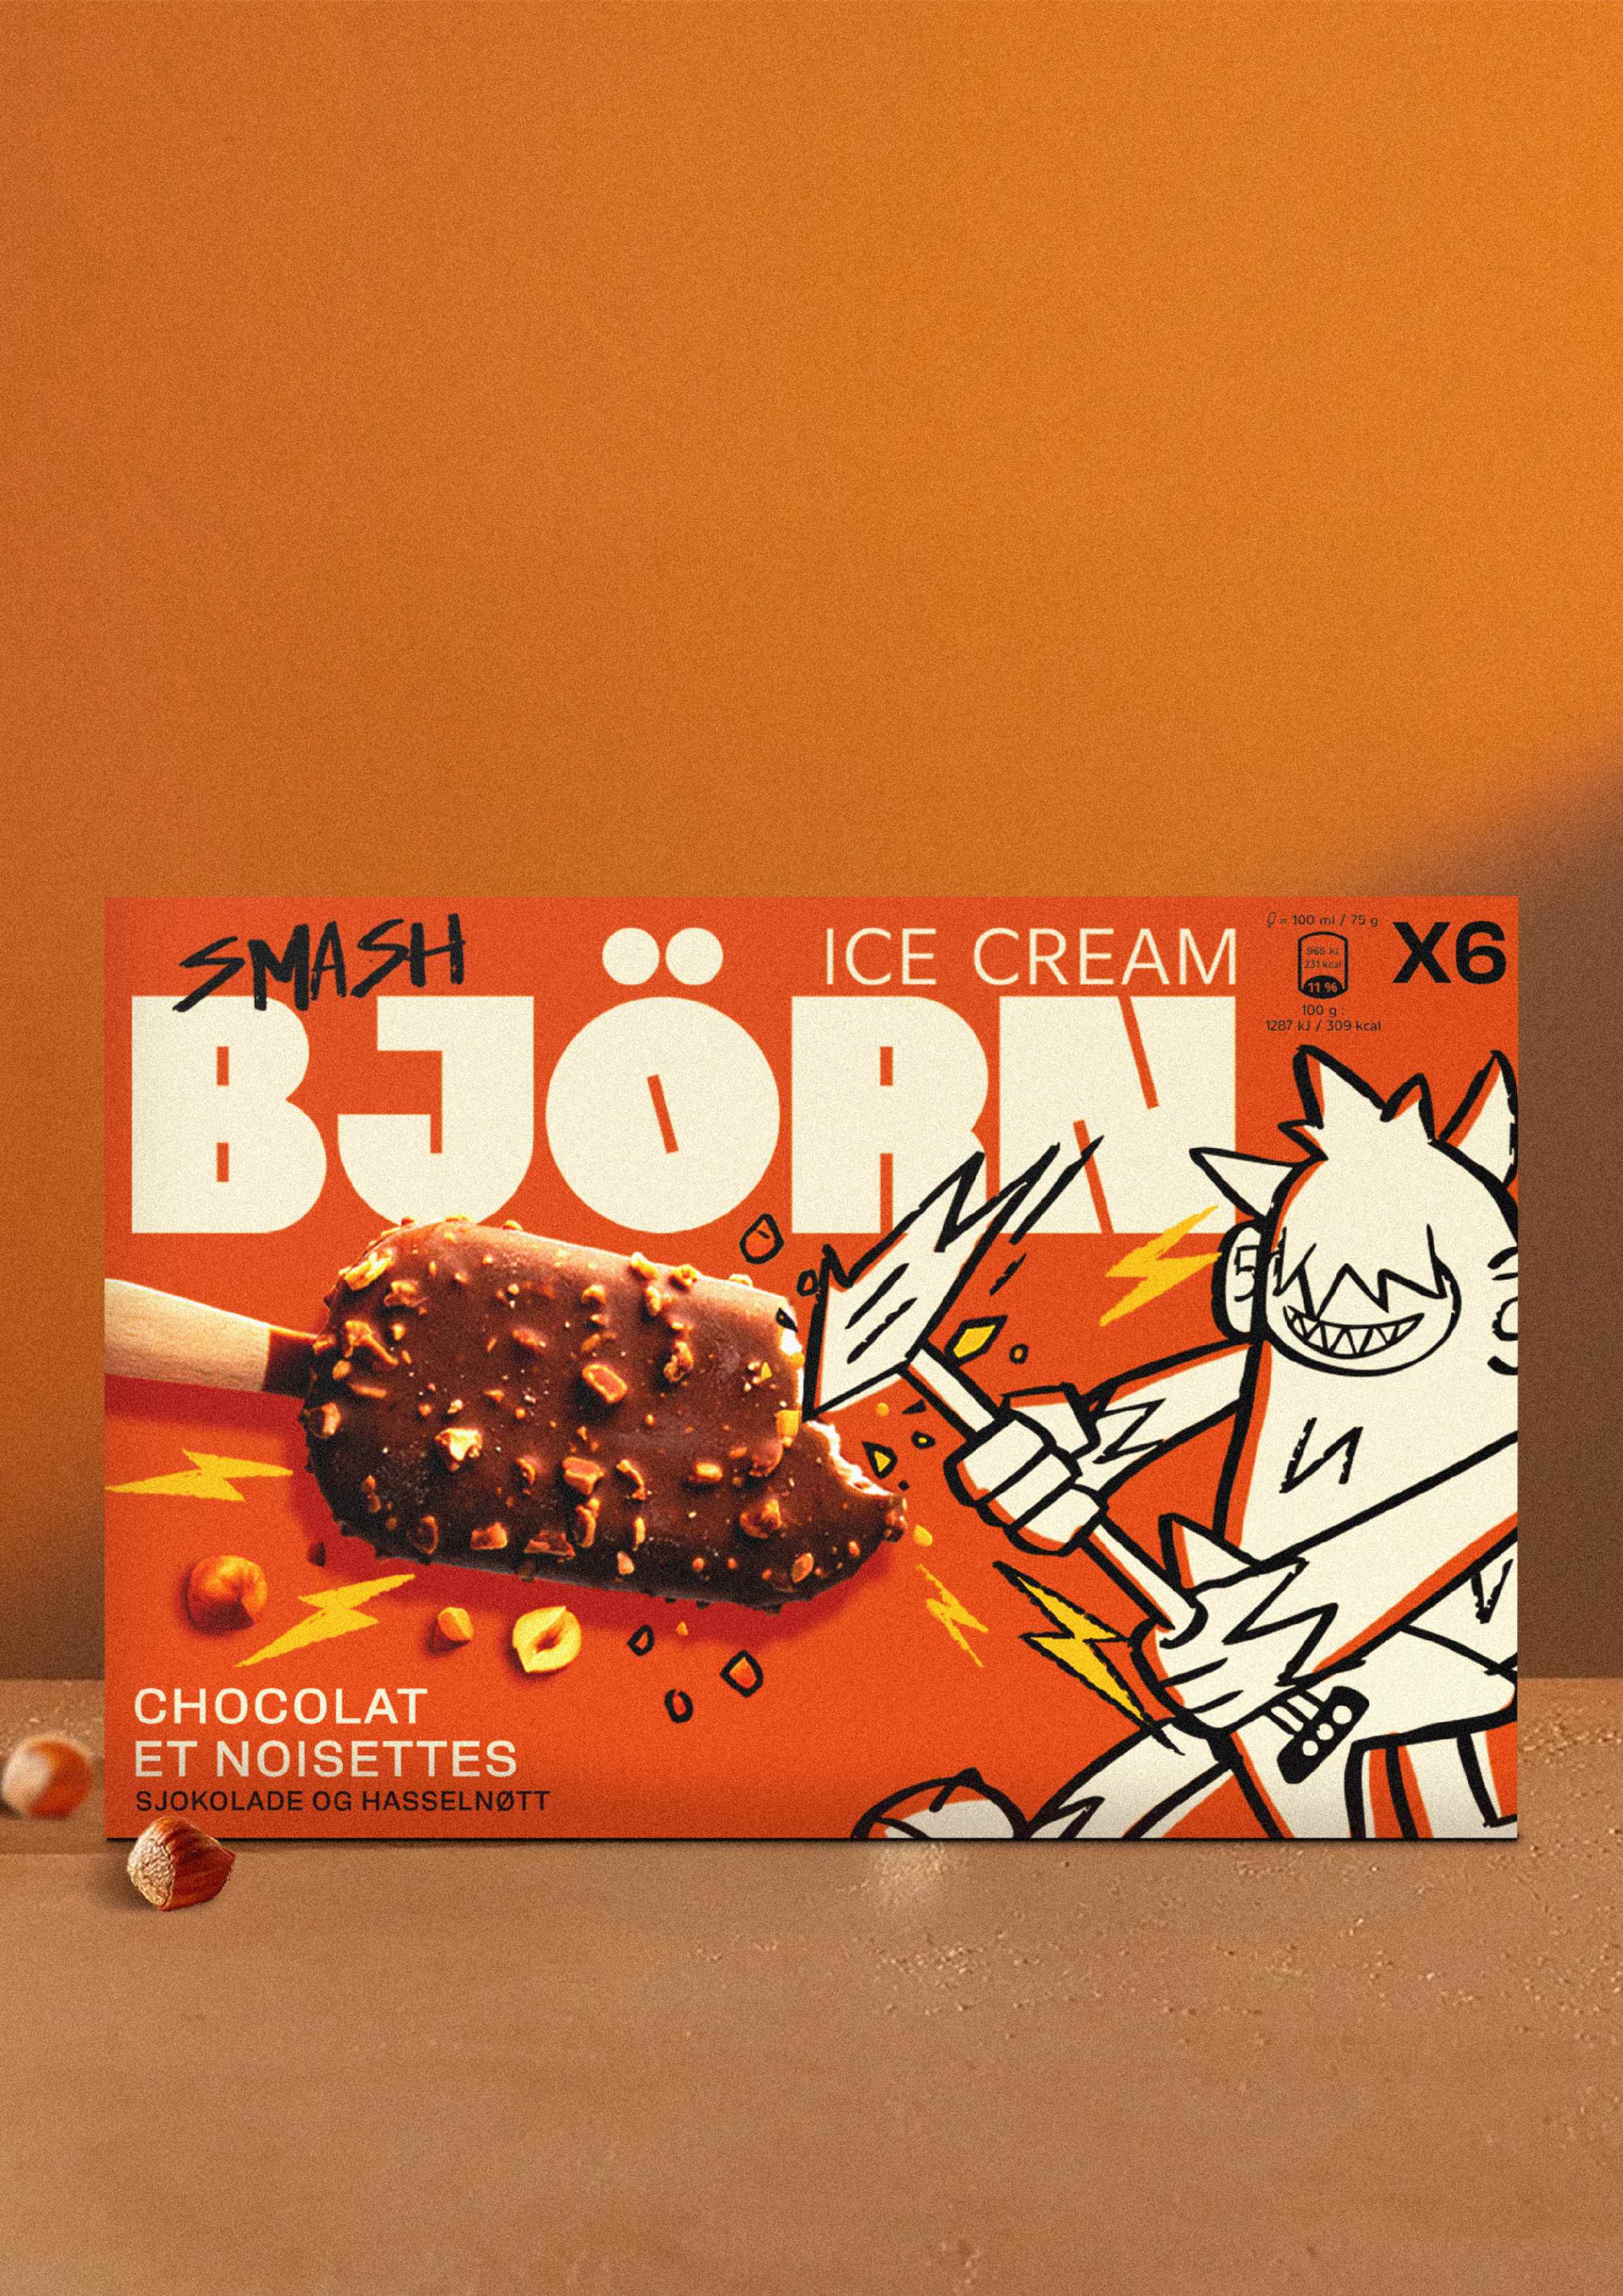 SMASH
BJÖRN
ICE CREAM
= 100 ml / 75 g
965 kJ
231 kcal
11 %
100 g :
1287 kJ / 309 kcal
X6
CHOCOLAT
ET NOISETTES
SJOKOLADE OG HASSELNØTT